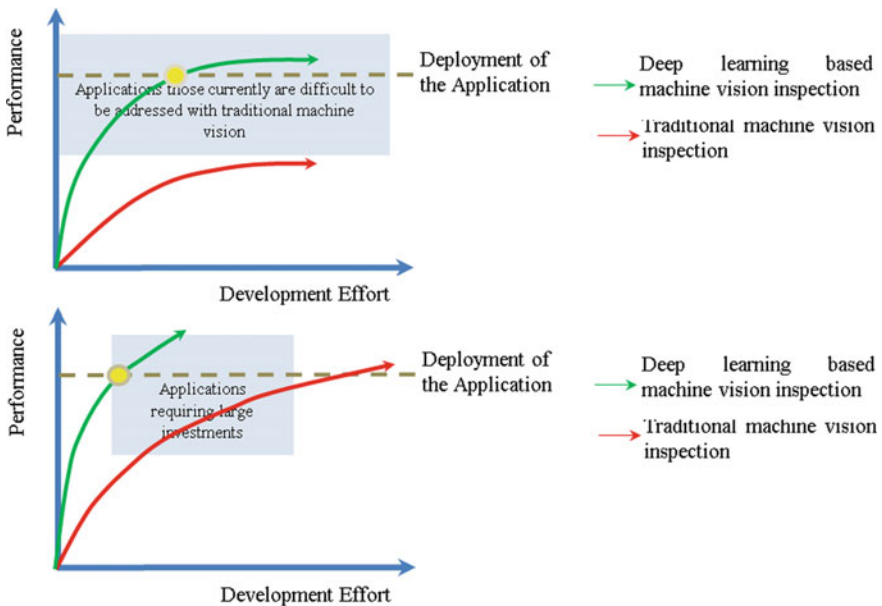 Performance
Applications those currently are difficult to
be addressed with traditional machine
vision
Deployment of
the Application
Deep learning based
machine vision inspection
Traditional machine vision
inspection
Development Effort
Performance
Applications
requiring large
investments
Deployment of
the Application
Deep learning based
machine vision inspection
Traditional machine vision
inspection
Development Effort